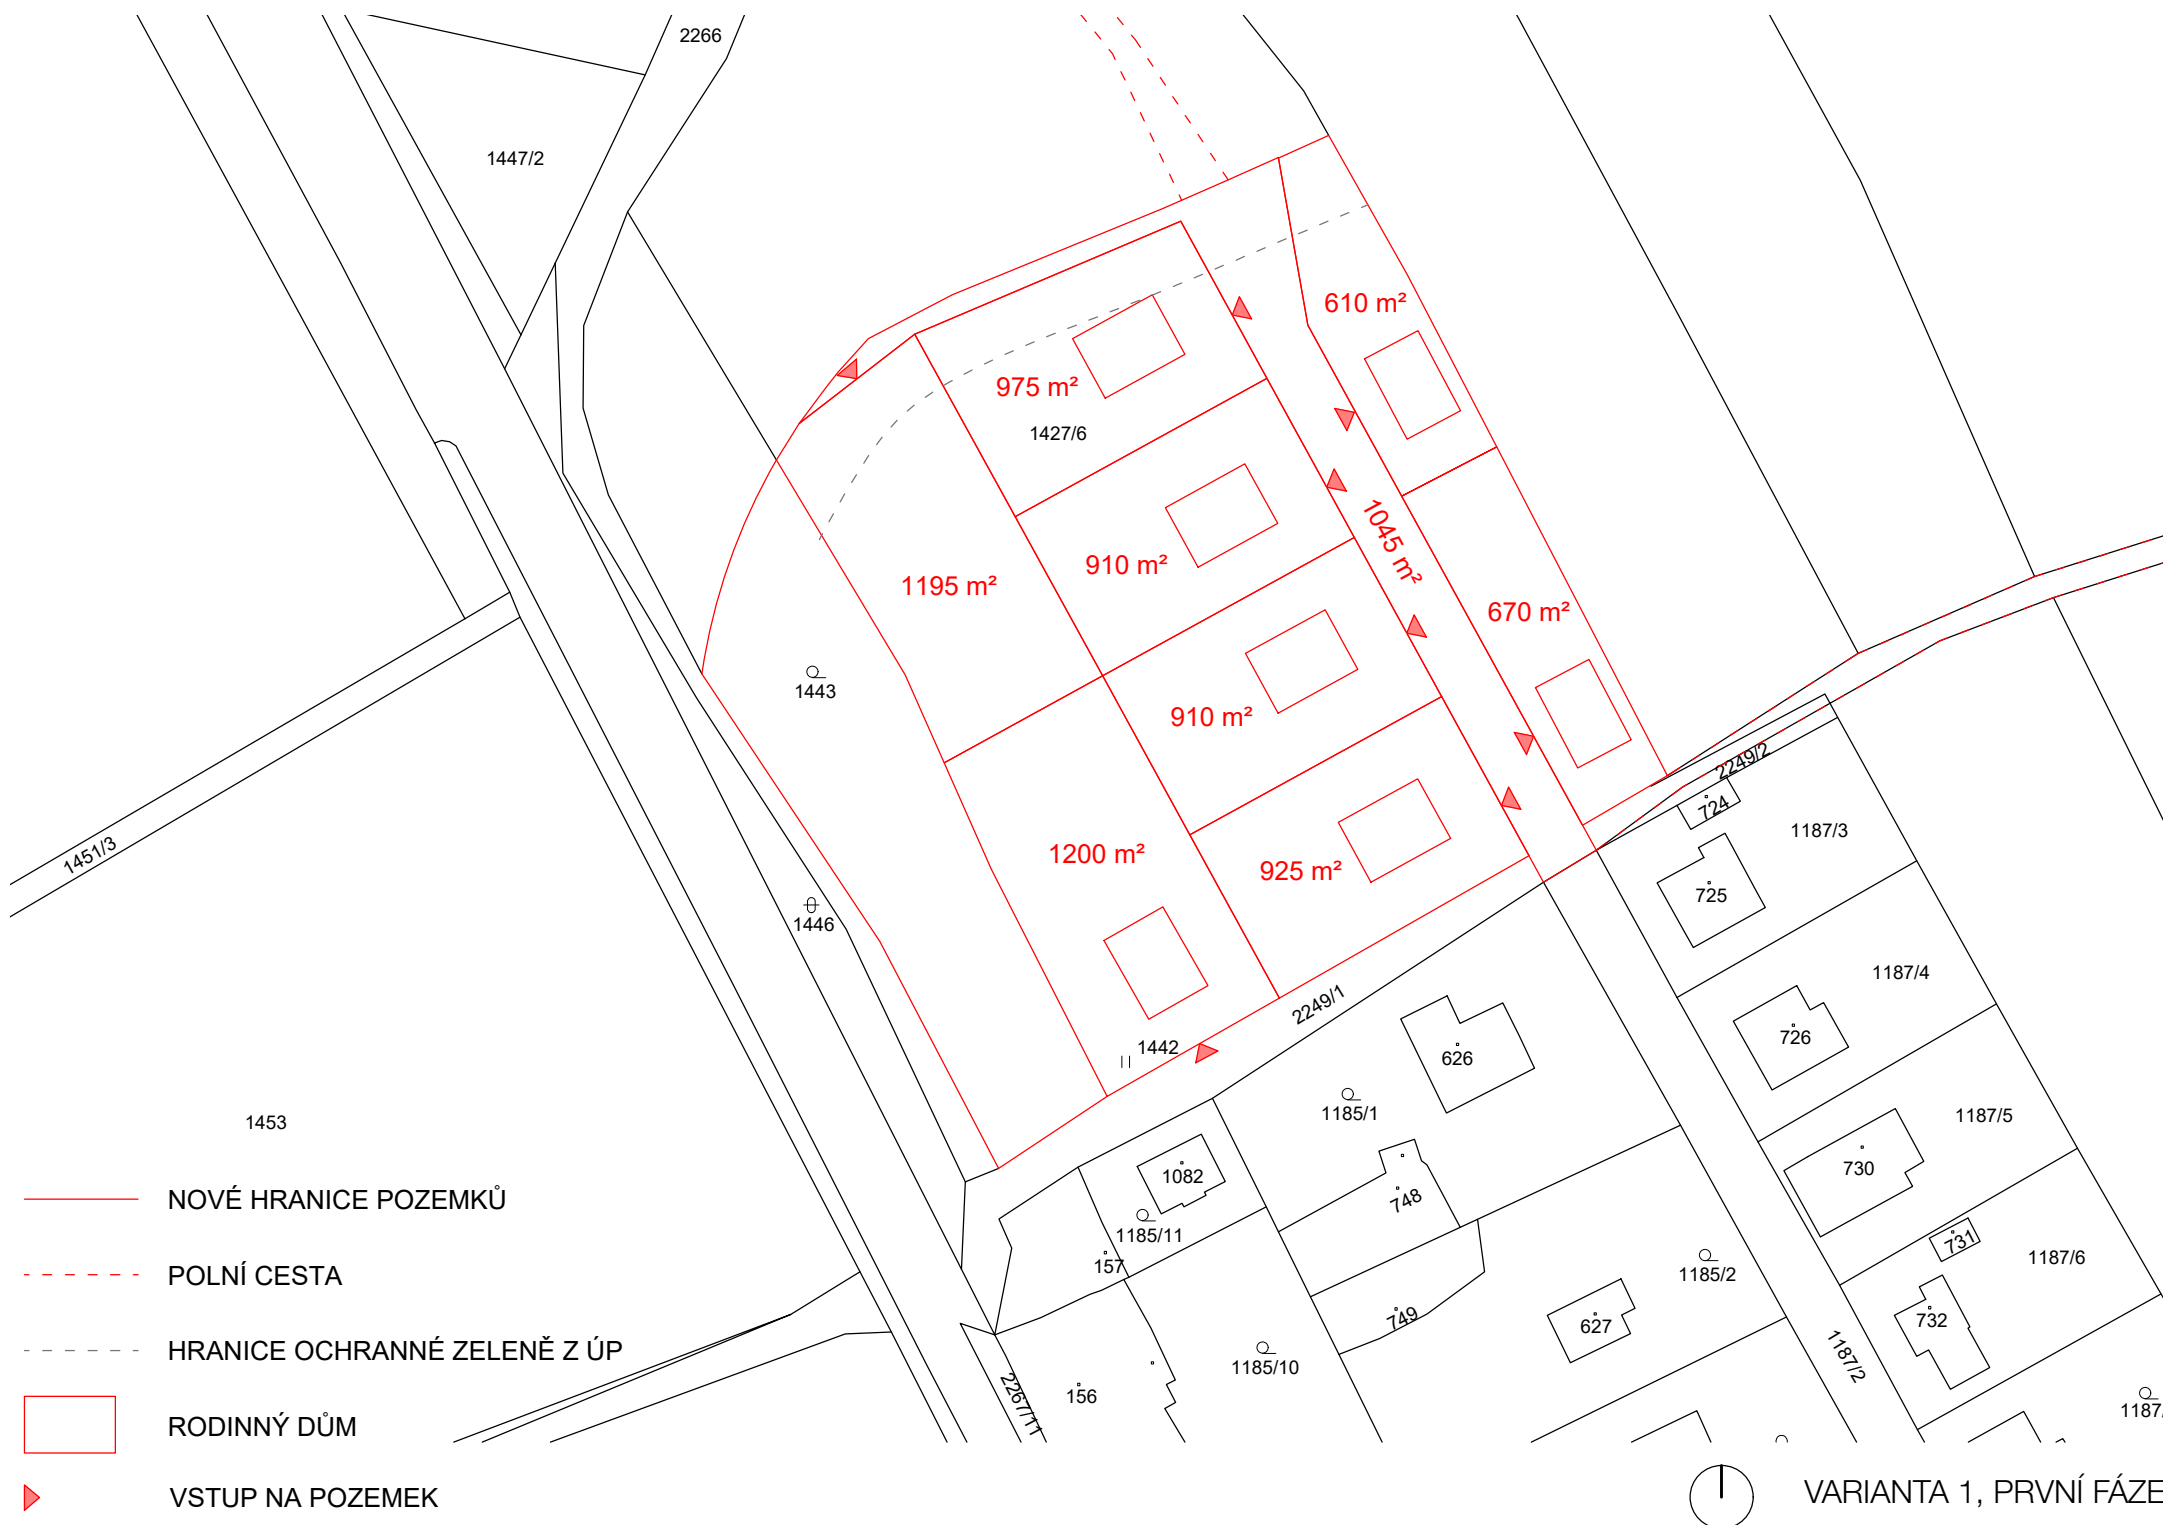 2266
1447/2
610 m²
975 m²
1427/6
1045 m²
910 m²
1195 m²
670 m²
1443
910 m²
2249/2
724
1187/3
1451/3
1200 m²
925 m²
725
1446
1187/4
2249/1
1442
726
626
1185/1
1453
1187/5
730
1082
748
1185/11
731
157
1187/6
1185/2
749
732
627
1187/2
1185/10
156
2267/11
1187/
NOVÉ HRANICE POZEMKŮ
POLNÍ CESTA
HRANICE OCHRANNÉ ZELENĚ Z ÚP
RODINNÝ DŮM
VSTUP NA POZEMEK
VARIANTA 1, PRVNÍ FÁZE